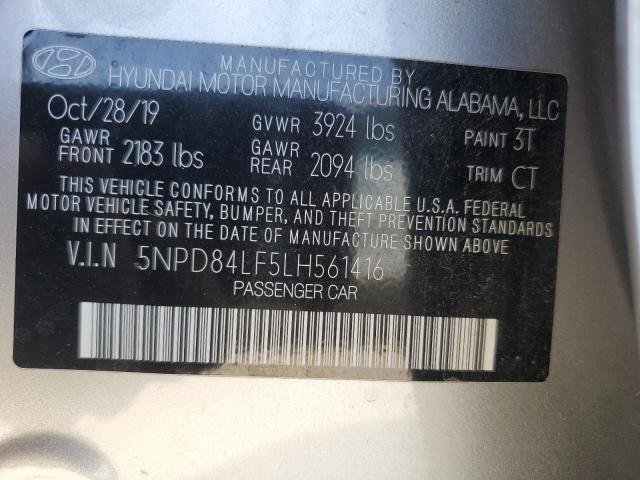 MANUFACTURED BY
HYUNDAI MOTOR MANUFACTURING ALABAMA, LLC
Oct/28/19 GVWR 3924 lbs PAINT 3T
GAWR FRONT 2183 lbs GAWR REAR 2094 lbs TRIM CT
THIS VEHICLE CONFORMS TO ALL APPLICABLE U.S.A. FEDERAL
MOTOR VEHICLE SAFETY, BUMPER, AND THEFT PREVENTION STANDARDS
IN EFFECT ON THE DATE OF MANUFACTURE SHOWN ABOVE.
V.I.N 5NPD84LF5LH561416
PASSENGER CAR